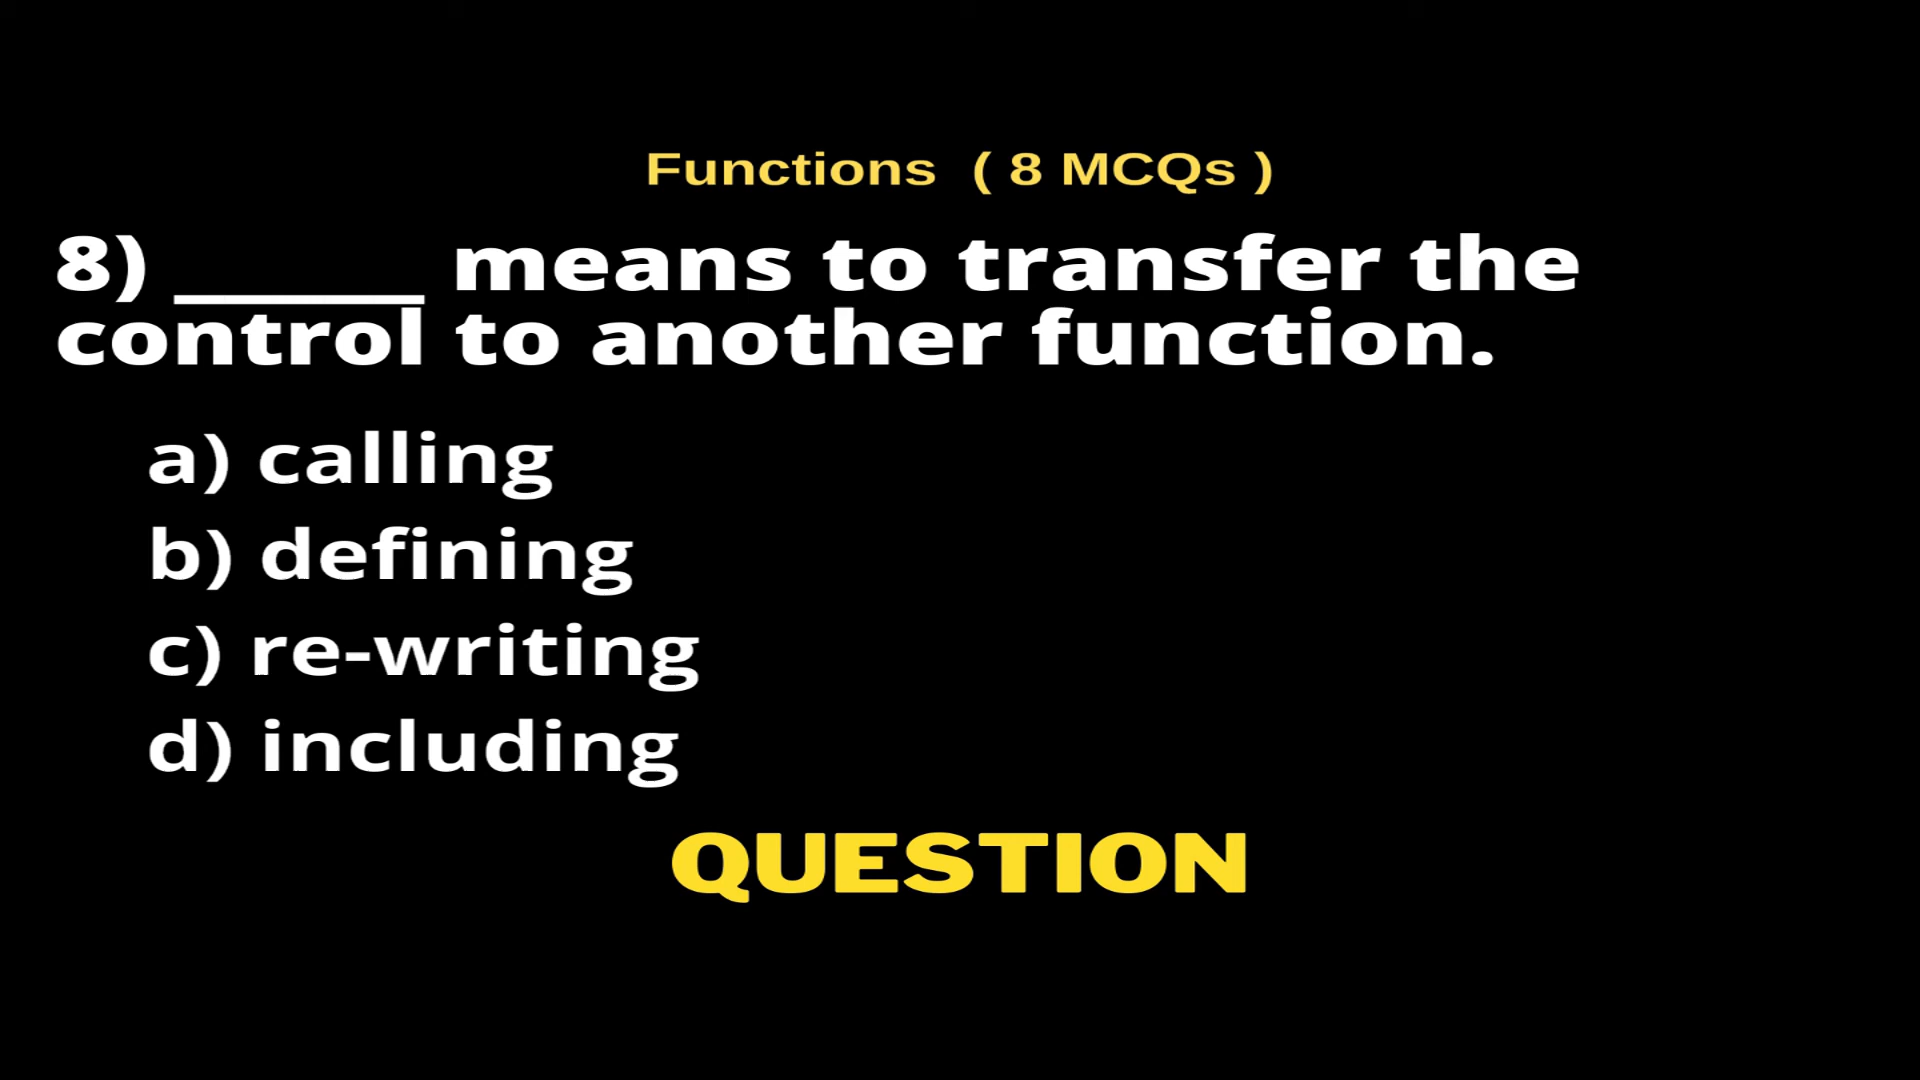 Functions  ( 8 MCQs )
8) ______ means to transfer the
control to another function.
a) calling
b) defining
c) re-writing
d) including
QUESTION